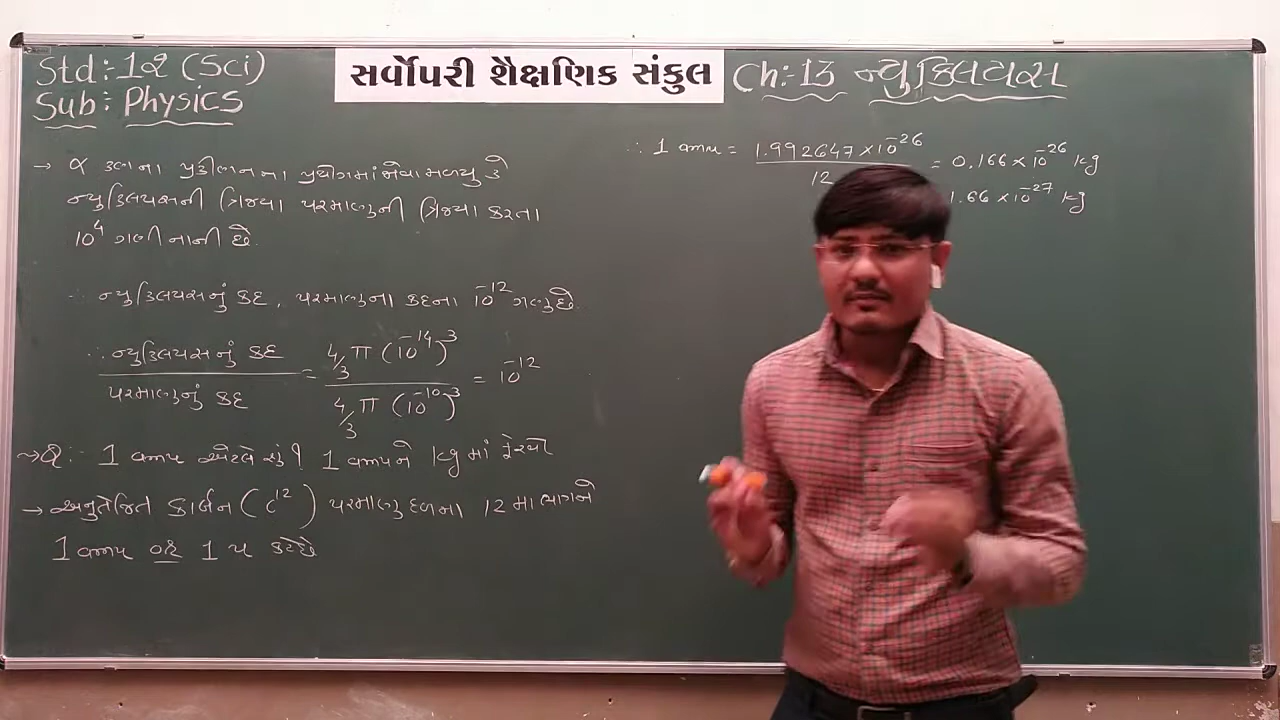 Std:-12 (Sci)
Sub: Physics
સર્વોપરી શૈક્ષણિક સંકુલ
Ch:-13 ન્યુક્લિયસ
→ α કણના પ્રકીર્ણનના પ્રયોગમાં જોવા મળ્યું કે
ન્યુક્લિયસની ત્રિજ્યા પરમાણુની ત્રિજ્યા કરતા
10⁴ ગણી નાની છે.
∴ ન્યુક્લિયસનું કદ, પરમાણુના કદના 10⁻¹² ગણુ છે.
∴ ન્યુક્લિયસનું કદ / પરમાણુનું કદ = 4/3 π (10⁻¹⁴)³ / 4/3 π (10⁻¹⁰)³ = 10⁻¹²
→ Q:- 1 amu એટલે શું? 1 amu ને kg માં ફેરવો
→ અનુત્તેજિત કાર્બન (C¹²) પરમાણુ દળના 12 મા ભાગને
1 amu કહે 1 u કહે છે
∴ 1 amu = 1.992647 × 10⁻²⁶ / 12 = 0.166 × 10⁻²⁶ kg
1.66 × 10⁻²⁷ kg